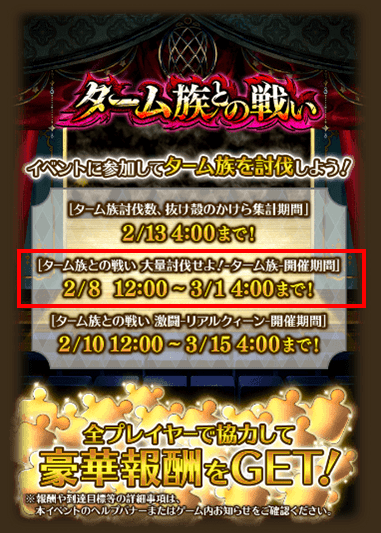 ターム族との戦い
イベントに参加してターム族を討伐しよう!
[ターム族討伐数、抜け殻のかけら集計期間]
2/13 4:00まで!
[ターム族との戦い 大量討伐せよ!-ターム族-開催期間]
2/8 12:00～3/1 4:00まで!
[ターム族との戦い 激闘-リアルクィーン-開催期間]
2/10 12:00～3/15 4:00まで!
全プレイヤーで協力して
豪華報酬をGET!
※報酬や到達目標等の詳細事項は、
本イベントのヘルプバナーまたはゲーム内お知らせをご確認ください。